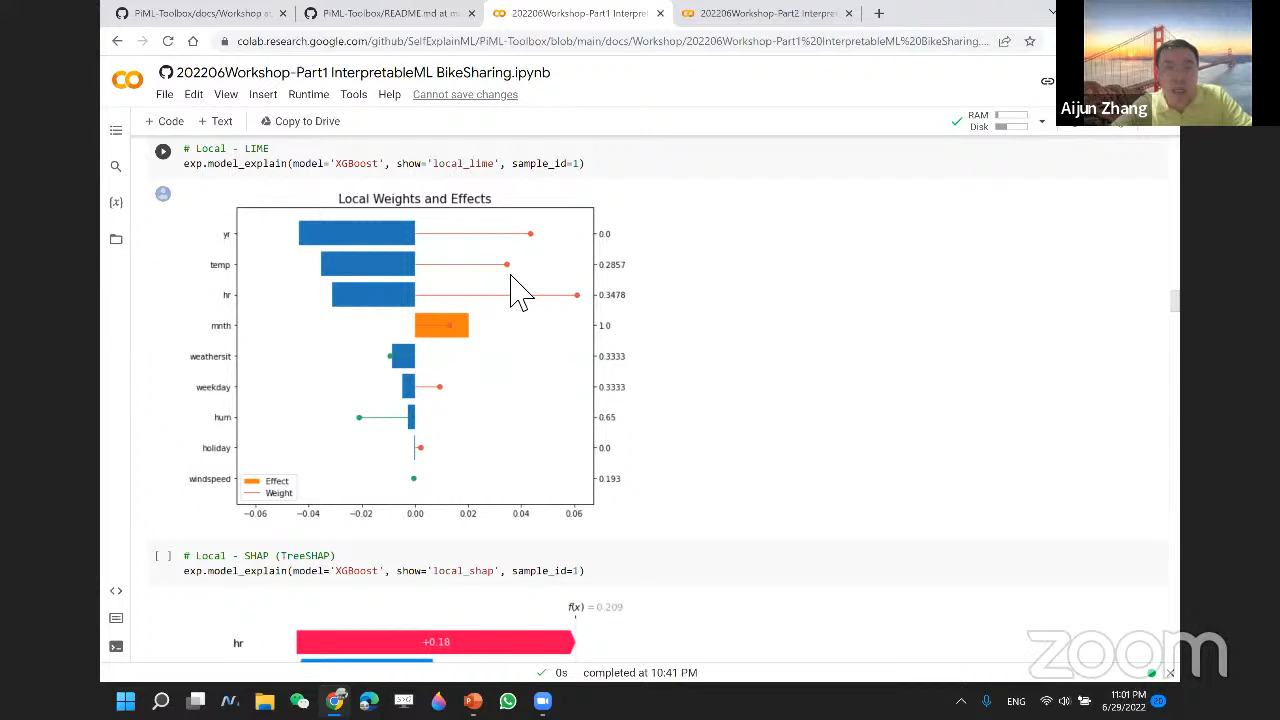 PiML-Toolbox/docs/Workshop at
PiML-Toolbox/README.md at m
202206Workshop-Part1 Interpret
202206Workshop-Part1 Interpre
colab.research.google.com/github/SelfExplainML/PiML-Toolbox/blob/main/docs/Workshop/202206Workshop-Part1%20InterpretableML%20BikeSharing....
202206Workshop-Part1 InterpretableML BikeSharing.ipynb
File Edit View Insert Runtime Tools Help Cannot save changes
Aijun Zhang
+ Code + Text Copy to Drive
RAM
Disk
# Local - LIME
exp.model_explain(model='XGBoost', show='local_lime', sample_id=1)
Local Weights and Effects
yr 0.0
temp 0.2857
hr 0.3478
mnth 1.0
weathersit 0.3333
weekday 0.3333
hum 0.65
holiday 0.0
windspeed 0.193
Effect
Weight
−0.06 −0.04 −0.02 0.00 0.02 0.04 0.06
[ ] # Local - SHAP (TreeSHAP)
exp.model_explain(model='XGBoost', show='local_shap', sample_id=1)
f(x) = 0.209
hr +0.18
zoom
0s completed at 10:41 PM
ENG
11:01 PM
6/29/2022
20